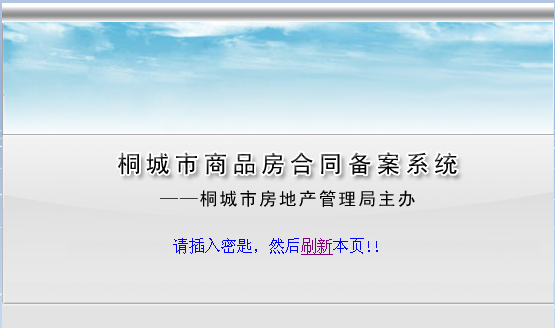 桐城市商品房合同备案系统
——桐城市房地产管理局主办
请插入密匙，然后刷新本页!!